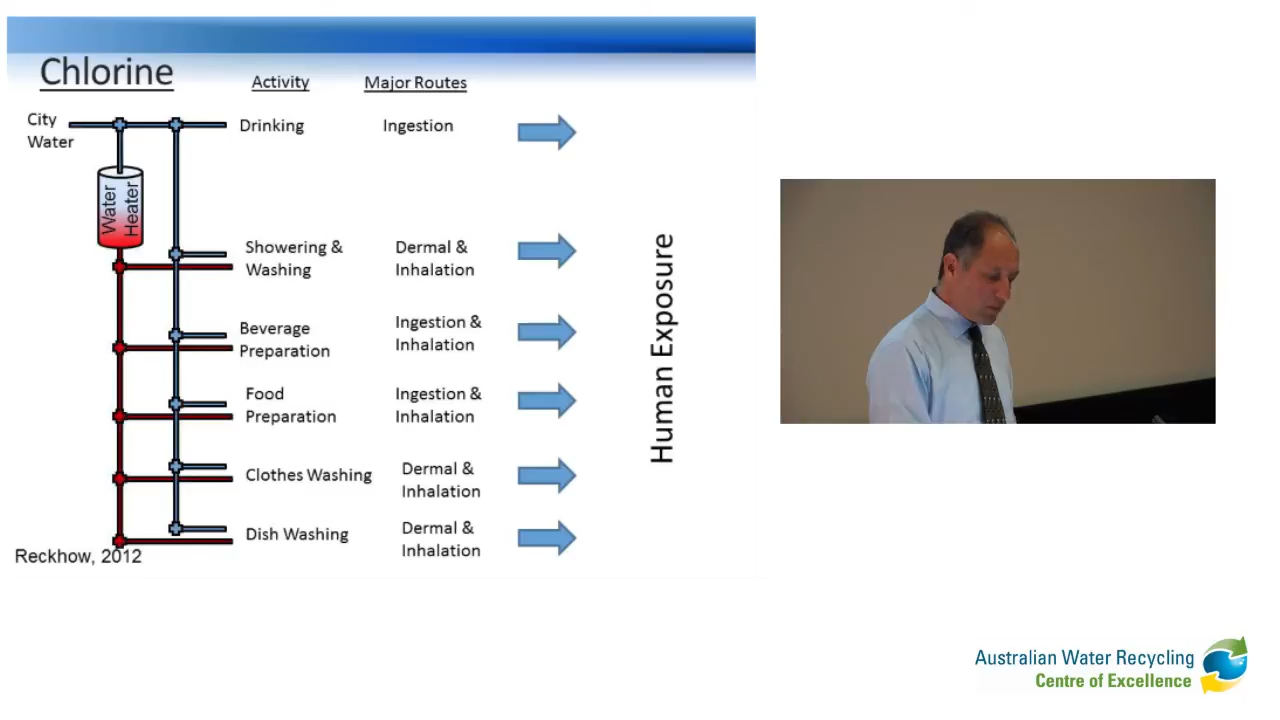 Chlorine
Activity
Major Routes
City
Water
Drinking
Ingestion
Water
Heater
Showering &
Washing
Dermal &
Inhalation
Beverage
Preparation
Ingestion &
Inhalation
Food
Preparation
Ingestion &
Inhalation
Clothes Washing
Dermal &
Inhalation
Dish Washing
Dermal &
Inhalation
Human Exposure
Reckhow, 2012
Australian Water Recycling
Centre of Excellence